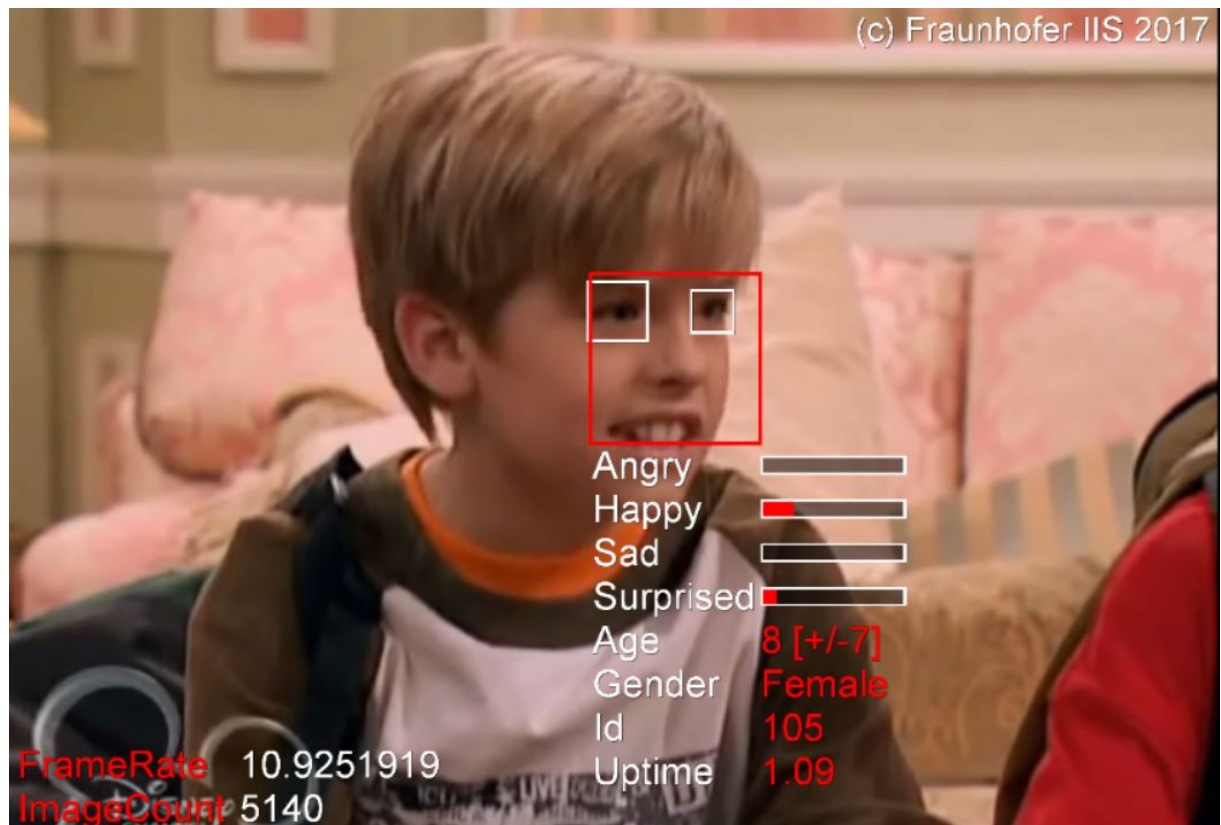 (c) Fraunhofer IIS 2017
Angry
Happy
Sad
Surprised
Age 8 [+/-7]
Gender Female
Id 105
Uptime 1.09
FrameRate 10.9251919
ImageCount 5140